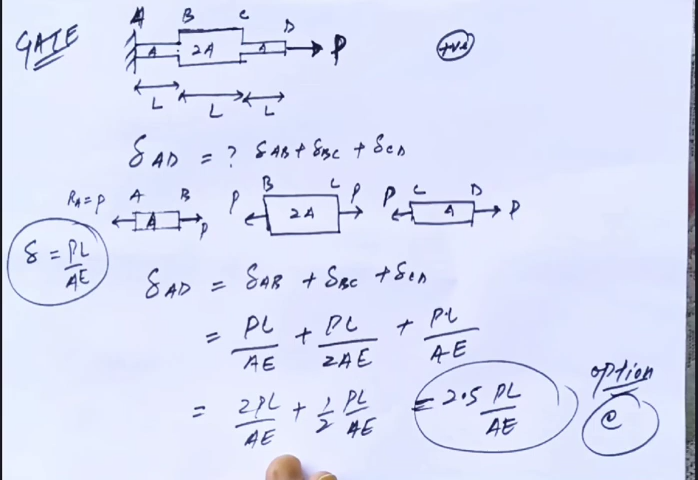 GATE
A B C D
A 2A A P
+ve
L L L
δAD = ? δAB + δBC + δCD
RA = P A B P B C P P C D
A P 2A A P
δ = PL/AE
δAD = δAB + δBC + δCD
= PL/AE + PL/2AE + PL/AE
= 2PL/AE + 1/2 PL/AE = 2.5 PL/AE
option
C